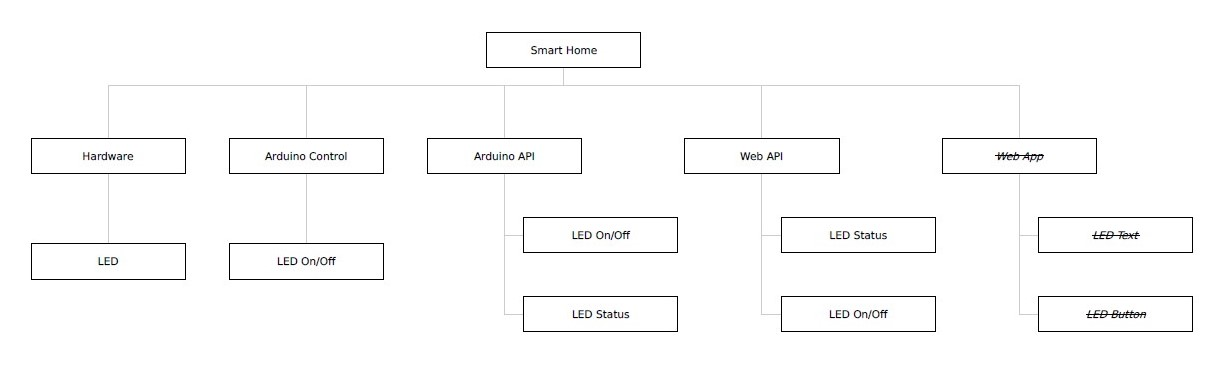 Smart Home
Hardware
Arduino Control
Arduino API
Web API
Web App
LED
LED On/Off
LED On/Off
LED Status
LED Status
LED On/Off
LED Text
LED Button